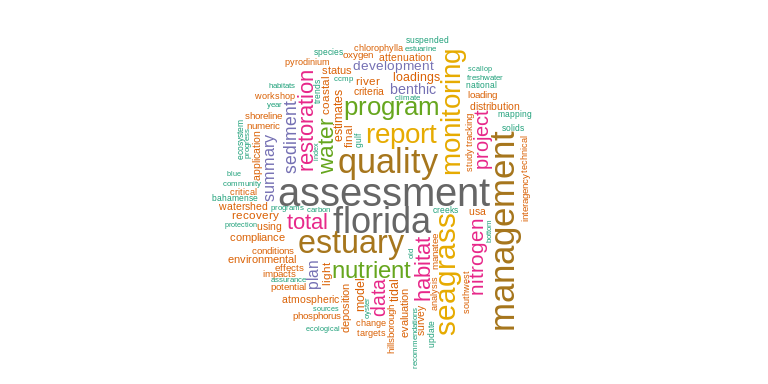 suspended
species
chlorophylla
estuarine
oxygen
pyrodinium
attenuation
status
development
scallop
ccmp
river
loadings
freshwater
habitats
trends
coastal
criteria
benthic
national
workshop
climate
loading
year
estimates
program
monitoring
distribution
shoreline
restoration
sediment
water
report
project
mapping
numeric
final
gulf
solids
ecosystem
progress
application
summary
index
quality
study
tracking
technical
blue
community
critical
bahamense
assessment
management
interagency
watershed
programs
carbon
creeks
usa
recovery
total
florida
protection
using
compliance
estuary
seagrass
nitrogen
bottom
conditions
old
habitat
manatee
environmental
effects
plan
light
nutrient
impacts
assurance
potential
model
data
tidal
analysis
southwest
atmospheric
sources
phosphorus
deposition
oyster
evaluation
survey
update
ecological
change
targets
hillsborough
recommendations